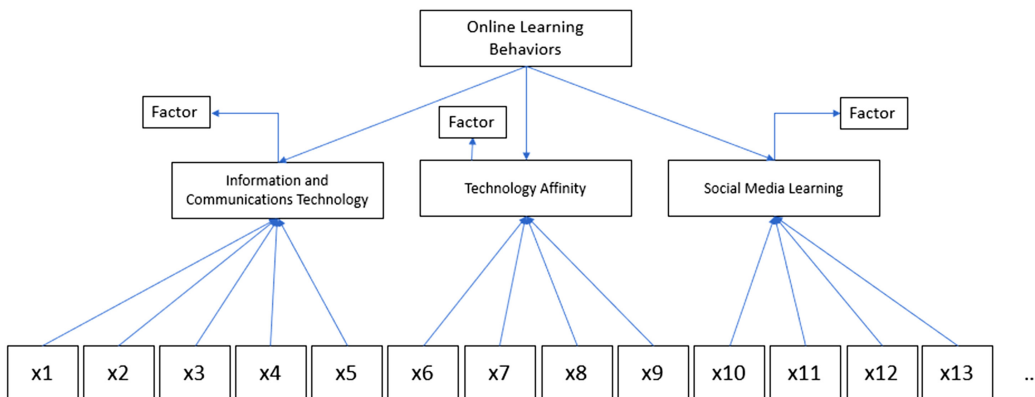 Online Learning
Behaviors
Factor
Factor
Factor
Information and
Communications Technology
Technology Affinity
Social Media Learning
x1 x2 x3 x4 x5 x6 x7 x8 x9 x10 x11 x12 x13 ...